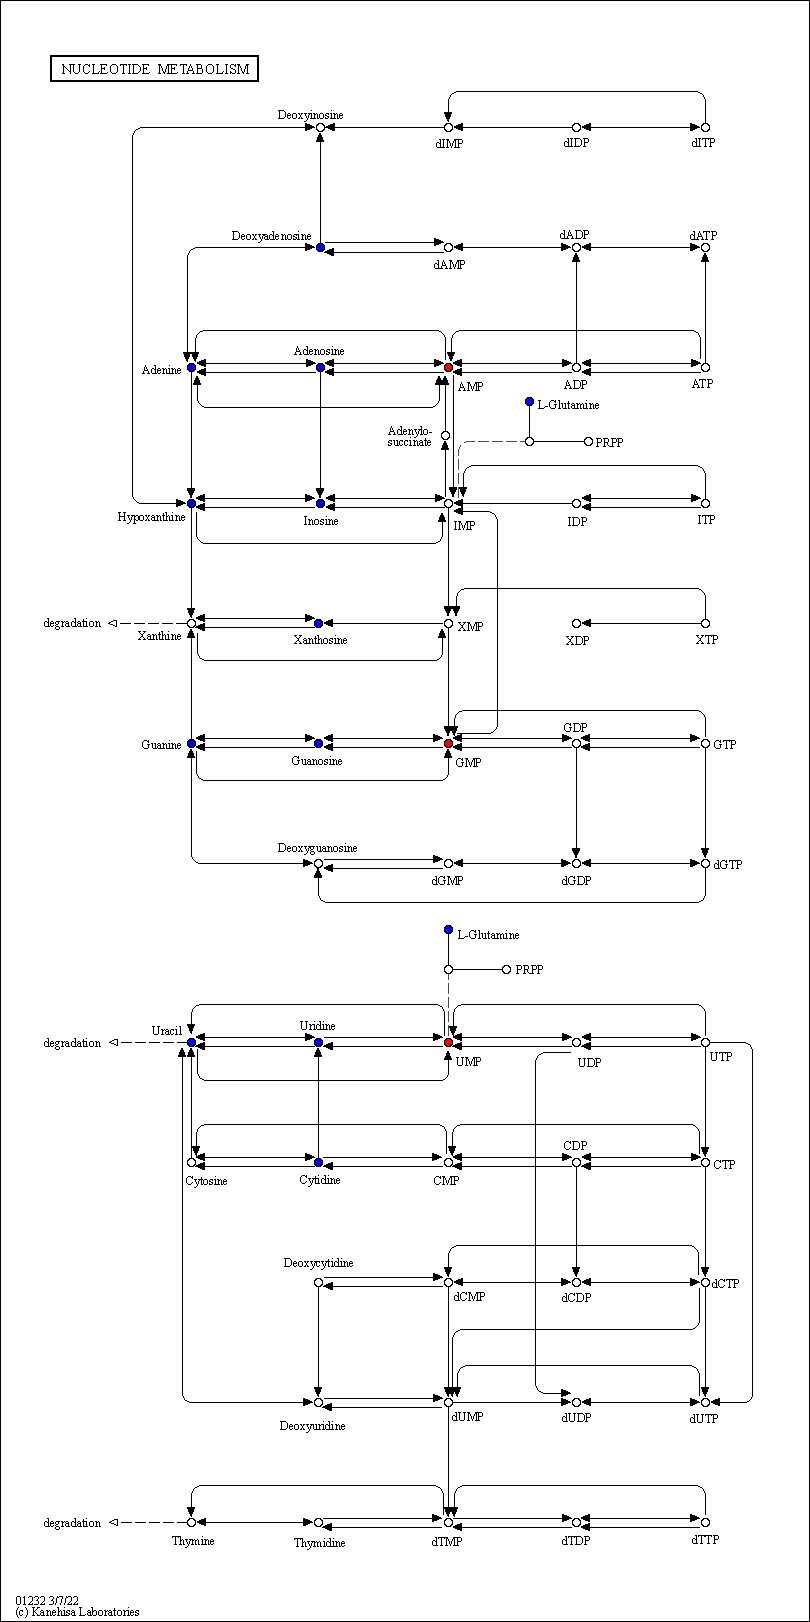 NUCLEOTIDE METABOLISM
Deoxyinosine
dIMP
dIDP
dITP
Deoxyadenosine
dAMP
dADP
dATP
Adenine
Adenosine
AMP
ADP
ATP
L-Glutamine
PRPP
Adenylo-
succinate
Hypoxanthine
Inosine
IMP
IDP
ITP
degradation
Xanthine
Xanthosine
XMP
XDP
XTP
Guanine
Guanosine
GMP
GDP
GTP
Deoxyguanosine
dGMP
dGDP
dGTP
L-Glutamine
PRPP
degradation
Uracil
Uridine
UMP
UDP
UTP
Cytosine
Cytidine
CMP
CDP
CTP
Deoxycytidine
dCMP
dCDP
dCTP
Deoxyuridine
dUMP
dUDP
dUTP
degradation
Thymine
Thymidine
dTMP
dTDP
dTTP
01232 3/7/22
(c) Kanehisa Laboratories